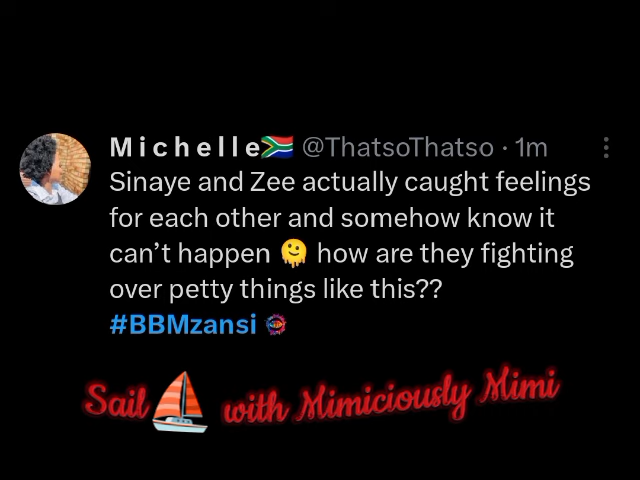 Michelle🇿🇦 @ThatsoThatso · 1m
Sinaye and Zee actually caught feelings
for each other and somehow know it
can’t happen 🫠 how are they fighting
over petty things like this??
#BBMzansi
Sail⛵ with Mimiciously Mimi